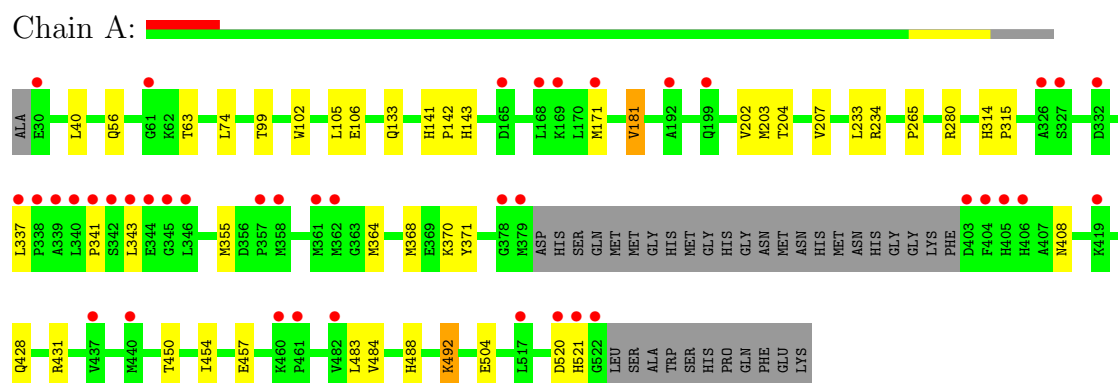 Chain A:
ALA E30 L40 Q56 G61 K62 T63 L74 T99 W102 L105 E106 Q133 H141 P142 H143 D165 L168 K169 L170 M171 V181 A192 Q199 V202 M203 T204 V207 L233 R234 P265 R280 H314 P315 A326 S327 D332
L337 P338 A339 L340 P341 S342 L343 E344 G345 L346 M355 D356 P357 M358 M361 M362 G363 M364 M368 E369 K370 Y371 G378 M379 ASP HIS SER GLN MET MET GLY HIS MET GLY HIS GLY ASN MET ASN HIS MET ASN HIS GLY GLY LYS PHE D403 F404 H405 H406 A407 N408 K419
Q428 R431 V437 M440 T450 I454 E457 K460 P461 V482 L483 V484 H488 K492 E504 L517 D520 H521 G522 LEU SER ALA TRP SER HIS PRO GLN PHE GLU LYS